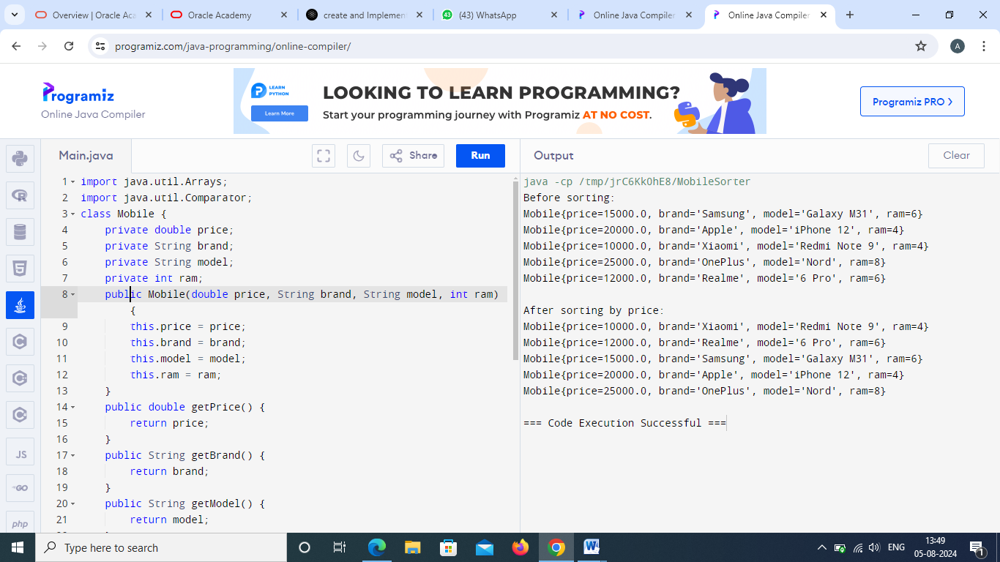 Overview | Oracle Aca
Oracle Academy
create and Implemen
(43) WhatsApp
Online Java Compiler
Online Java Compiler
programiz.com/java-programming/online-compiler/
A
Programiz
Online Java Compiler
LEARN
PYTHON
Learn More
LOOKING TO LEARN PROGRAMMING?
Start your programming journey with Programiz AT NO COST.
Programiz PRO >
Main.java
Share
Run
Output
Clear
1 import java.util.Arrays;
2 import java.util.Comparator;
3 class Mobile {
4 private double price;
5 private String brand;
6 private String model;
7 private int ram;
8 public Mobile(double price, String brand, String model, int ram)
{
9 this.price = price;
10 this.brand = brand;
11 this.model = model;
12 this.ram = ram;
13 }
14 public double getPrice() {
15 return price;
16 }
17 public String getBrand() {
18 return brand;
19 }
20 public String getModel() {
21 return model;
java -cp /tmp/jrC6KkOhE8/MobileSorter
Before sorting:
Mobile{price=15000.0, brand='Samsung', model='Galaxy M31', ram=6}
Mobile{price=20000.0, brand='Apple', model='iPhone 12', ram=4}
Mobile{price=10000.0, brand='Xiaomi', model='Redmi Note 9', ram=4}
Mobile{price=25000.0, brand='OnePlus', model='Nord', ram=8}
Mobile{price=12000.0, brand='Realme', model='6 Pro', ram=6}
After sorting by price:
Mobile{price=10000.0, brand='Xiaomi', model='Redmi Note 9', ram=4}
Mobile{price=12000.0, brand='Realme', model='6 Pro', ram=6}
Mobile{price=15000.0, brand='Samsung', model='Galaxy M31', ram=6}
Mobile{price=20000.0, brand='Apple', model='iPhone 12', ram=4}
Mobile{price=25000.0, brand='OnePlus', model='Nord', ram=8}
=== Code Execution Successful ===
JS
GO
php
Type here to search
ENG
13:49
05-08-2024
1